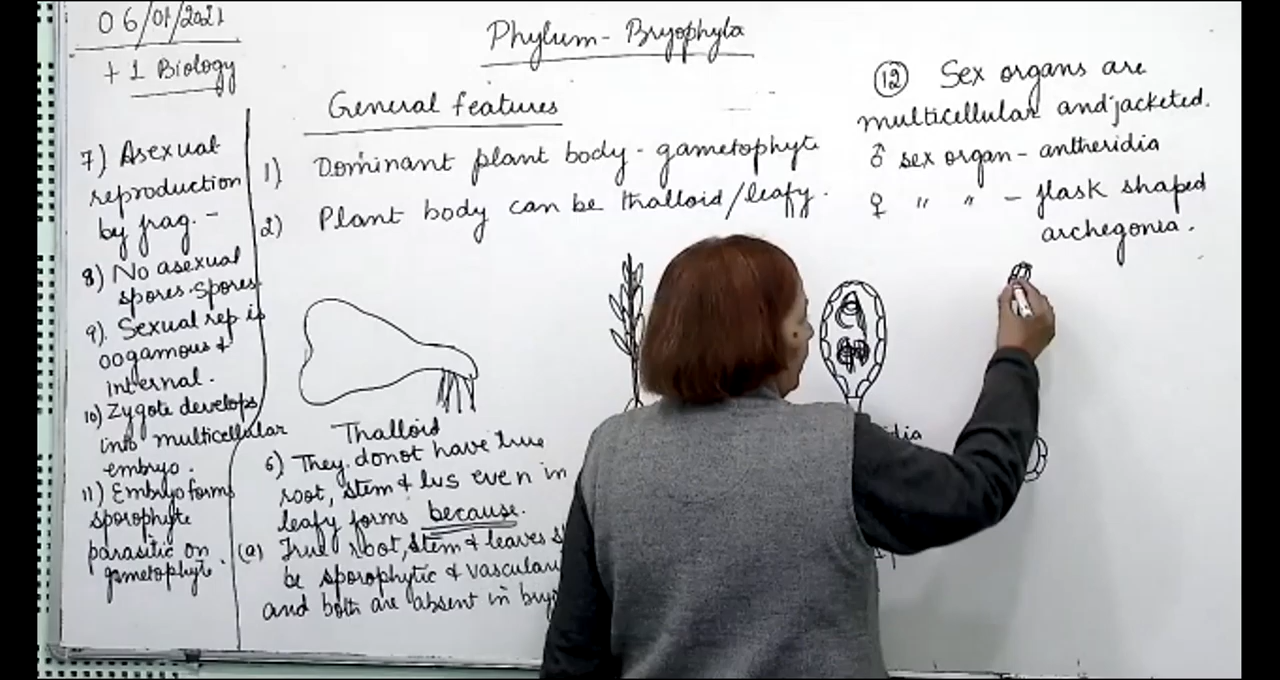 06/01/2021
+1 Biology
Phylum - Bryophyta
General features
1) Dominant plant body - gametophyte
2) Plant body can be thalloid/leafy.
Thalloid
6) They donot have true
root, stem & lvs even in
leafy forms because.
(a) True root, stem & leaves
be sporophytic & vascular
and both are absent in
7) Asexual
reproduction
by frag. -
8) No asexual
spores. Spores
9). Sexual rep is
oogamous &
internal.
10) Zygote develops
into multicellular
embryo.
11) Embryo forms
sporophyte
parasitic on
gametophyte.
12 Sex organs are
multicellular and jacketed.
♂ sex organ - antheridia
♀ " " - flask shaped
archegonia.